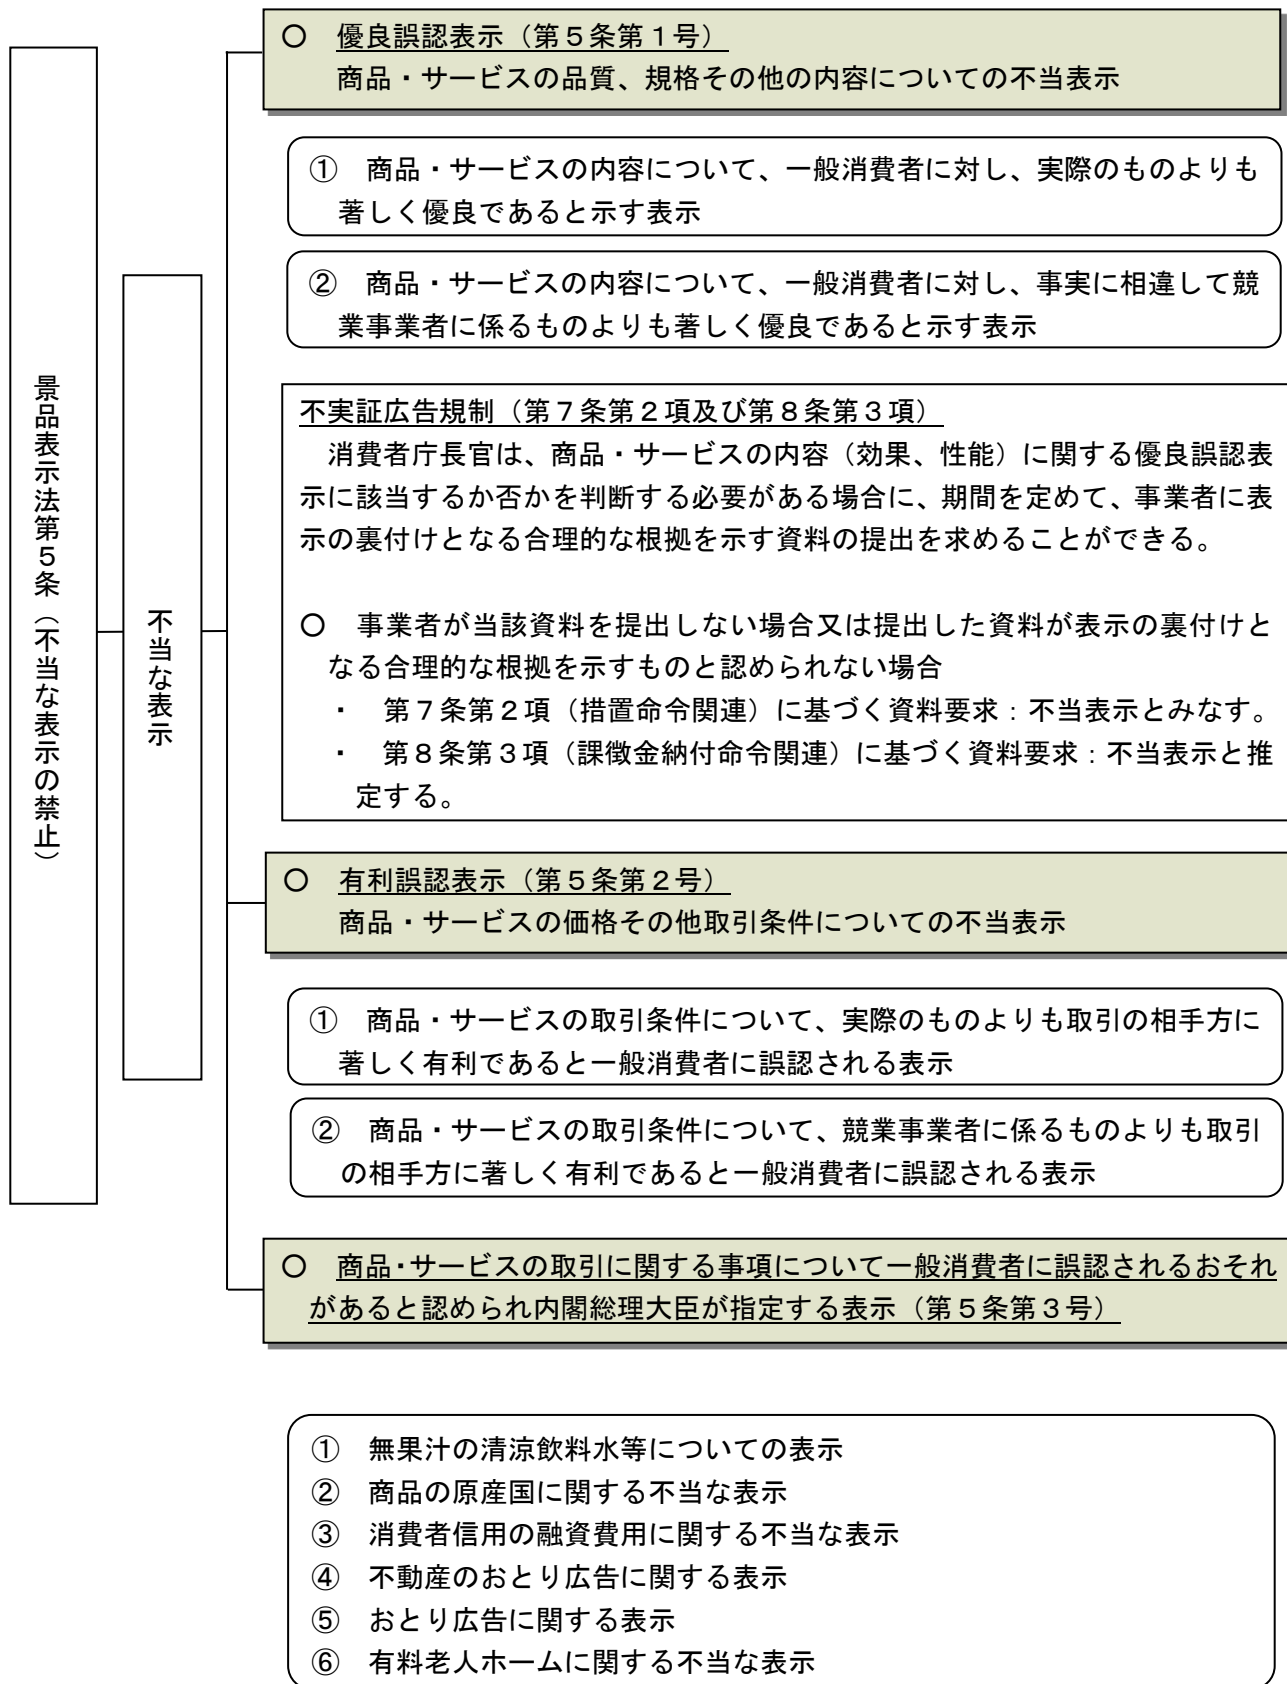 景品表示法第５条（不当な表示の禁止）
不当な表示
○　優良誤認表示（第５条第１号）
商品・サービスの品質、規格その他の内容についての不当表示
①　商品・サービスの内容について、一般消費者に対し、実際のものよりも
著しく優良であると示す表示
②　商品・サービスの内容について、一般消費者に対し、事実に相違して競
業事業者に係るものよりも著しく優良であると示す表示
不実証広告規制（第７条第２項及び第８条第３項）
消費者庁長官は、商品・サービスの内容（効果、性能）に関する優良誤認表
示に該当するか否かを判断する必要がある場合に、期間を定めて、事業者に表
示の裏付けとなる合理的な根拠を示す資料の提出を求めることができる。
○　事業者が当該資料を提出しない場合又は提出した資料が表示の裏付けと
なる合理的な根拠を示すものと認められない場合
・　第７条第２項（措置命令関連）に基づく資料要求：不当表示とみなす。
・　第８条第３項（課徴金納付命令関連）に基づく資料要求：不当表示と推
定する。
○　有利誤認表示（第５条第２号）
商品・サービスの価格その他取引条件についての不当表示
①　商品・サービスの取引条件について、実際のものよりも取引の相手方に
著しく有利であると一般消費者に誤認される表示
②　商品・サービスの取引条件について、競業事業者に係るものよりも取引
の相手方に著しく有利であると一般消費者に誤認される表示
○　商品・サービスの取引に関する事項について一般消費者に誤認されるおそれ
があると認められ内閣総理大臣が指定する表示（第５条第３号）
①　無果汁の清涼飲料水等についての表示
②　商品の原産国に関する不当な表示
③　消費者信用の融資費用に関する不当な表示
④　不動産のおとり広告に関する表示
⑤　おとり広告に関する表示
⑥　有料老人ホームに関する不当な表示